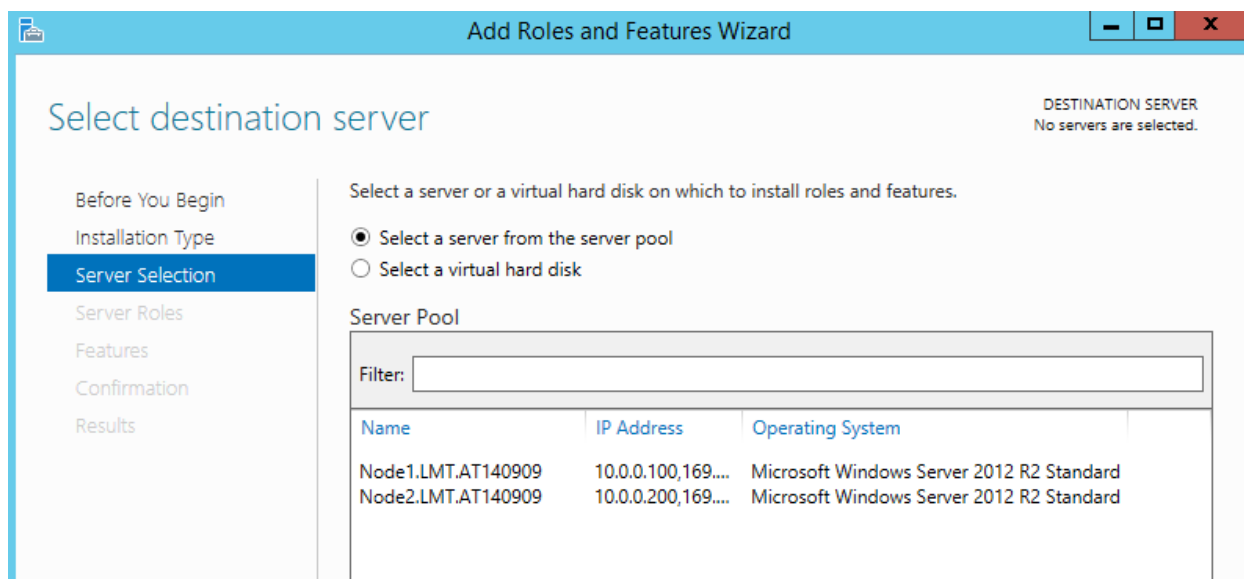 Add Roles and Features Wizard
Select destination server
DESTINATION SERVER
No servers are selected.
Before You Begin
Installation Type
Server Selection
Server Roles
Features
Confirmation
Results
Select a server or a virtual hard disk on which to install roles and features.
Select a server from the server pool
Select a virtual hard disk
Server Pool
Filter:
Name IP Address Operating System
Node1.LMT.AT140909 10.0.0.100,169.... Microsoft Windows Server 2012 R2 Standard
Node2.LMT.AT140909 10.0.0.200,169.... Microsoft Windows Server 2012 R2 Standard